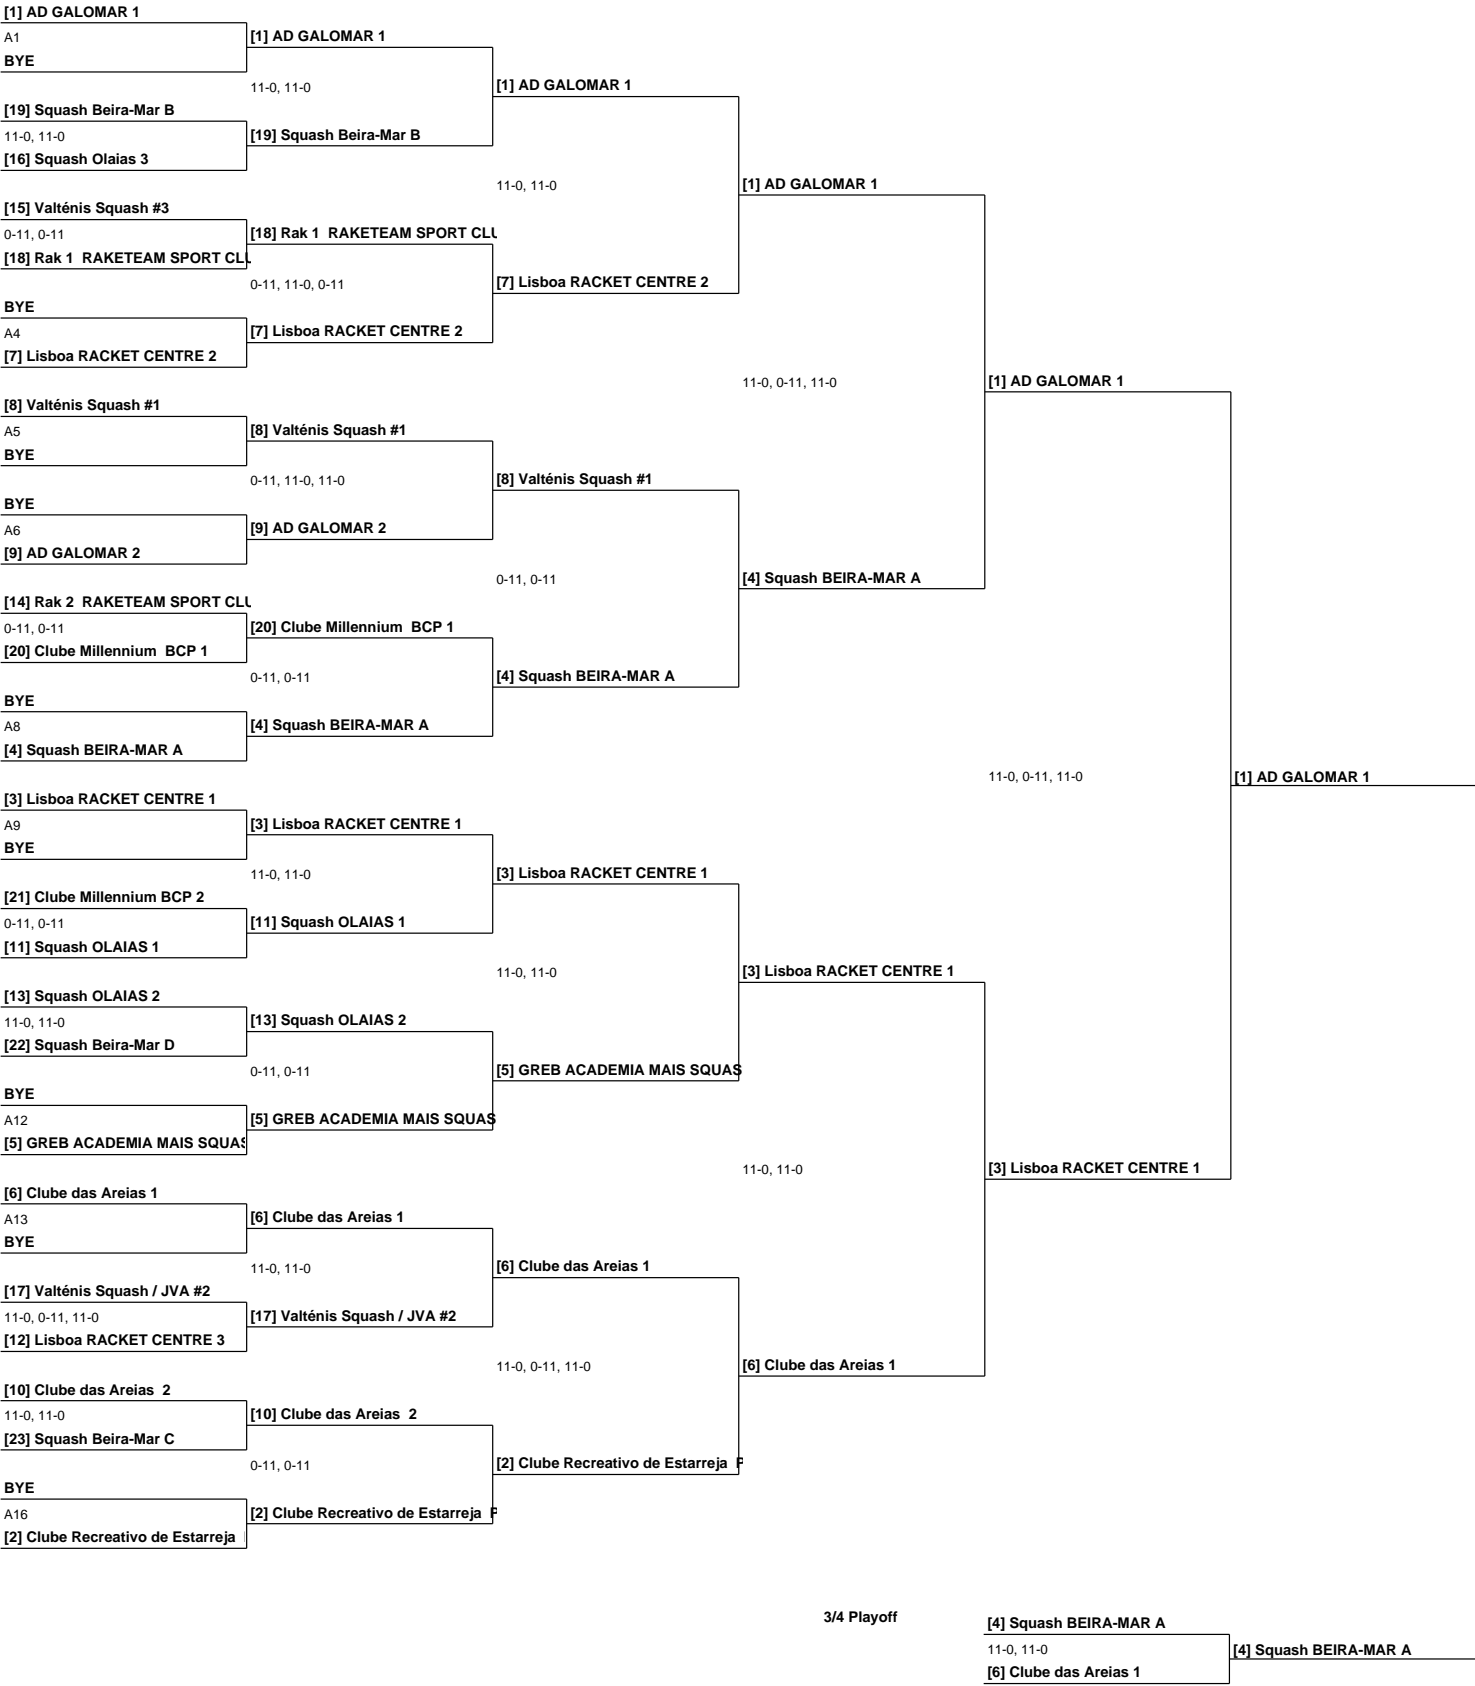 [1] AD GALOMAR 1
A1
BYE
[1] AD GALOMAR 1
11-0, 11-0
[1] AD GALOMAR 1
[19] Squash Beira-Mar B
11-0, 11-0
[16] Squash Olaias 3
[19] Squash Beira-Mar B
11-0, 11-0
[1] AD GALOMAR 1
[15] Valténis Squash #3
0-11, 0-11
[18] Rak 1  RAKETEAM SPORT CLU
[18] Rak 1  RAKETEAM SPORT CLU
0-11, 11-0, 0-11
[7] Lisboa RACKET CENTRE 2
BYE
A4
[7] Lisboa RACKET CENTRE 2
[7] Lisboa RACKET CENTRE 2
11-0, 0-11, 11-0
[1] AD GALOMAR 1
[8] Valténis Squash #1
A5
BYE
[8] Valténis Squash #1
0-11, 11-0, 11-0
[8] Valténis Squash #1
BYE
A6
[9] AD GALOMAR 2
[9] AD GALOMAR 2
0-11, 0-11
[4] Squash BEIRA-MAR A
[14] Rak 2  RAKETEAM SPORT CLU
0-11, 0-11
[20] Clube Millennium  BCP 1
[20] Clube Millennium  BCP 1
0-11, 0-11
[4] Squash BEIRA-MAR A
BYE
A8
[4] Squash BEIRA-MAR A
[4] Squash BEIRA-MAR A
11-0, 0-11, 11-0
[1] AD GALOMAR 1
[3] Lisboa RACKET CENTRE 1
A9
BYE
[3] Lisboa RACKET CENTRE 1
11-0, 11-0
[3] Lisboa RACKET CENTRE 1
[21] Clube Millennium BCP 2
0-11, 0-11
[11] Squash OLAIAS 1
[11] Squash OLAIAS 1
11-0, 11-0
[3] Lisboa RACKET CENTRE 1
[13] Squash OLAIAS 2
11-0, 11-0
[22] Squash Beira-Mar D
[13] Squash OLAIAS 2
0-11, 0-11
[5] GREB ACADEMIA MAIS SQUAS
BYE
A12
[5] GREB ACADEMIA MAIS SQUAS
[5] GREB ACADEMIA MAIS SQUAS
11-0, 11-0
[3] Lisboa RACKET CENTRE 1
[6] Clube das Areias 1
A13
BYE
[6] Clube das Areias 1
11-0, 11-0
[6] Clube das Areias 1
[17] Valténis Squash / JVA #2
11-0, 0-11, 11-0
[12] Lisboa RACKET CENTRE 3
[17] Valténis Squash / JVA #2
11-0, 0-11, 11-0
[6] Clube das Areias 1
[10] Clube das Areias  2
11-0, 11-0
[23] Squash Beira-Mar C
[10] Clube das Areias  2
0-11, 0-11
[2] Clube Recreativo de Estarreja
BYE
A16
[2] Clube Recreativo de Estarreja
[2] Clube Recreativo de Estarreja
3/4 Playoff
[4] Squash BEIRA-MAR A
11-0, 11-0
[6] Clube das Areias 1
[4] Squash BEIRA-MAR A